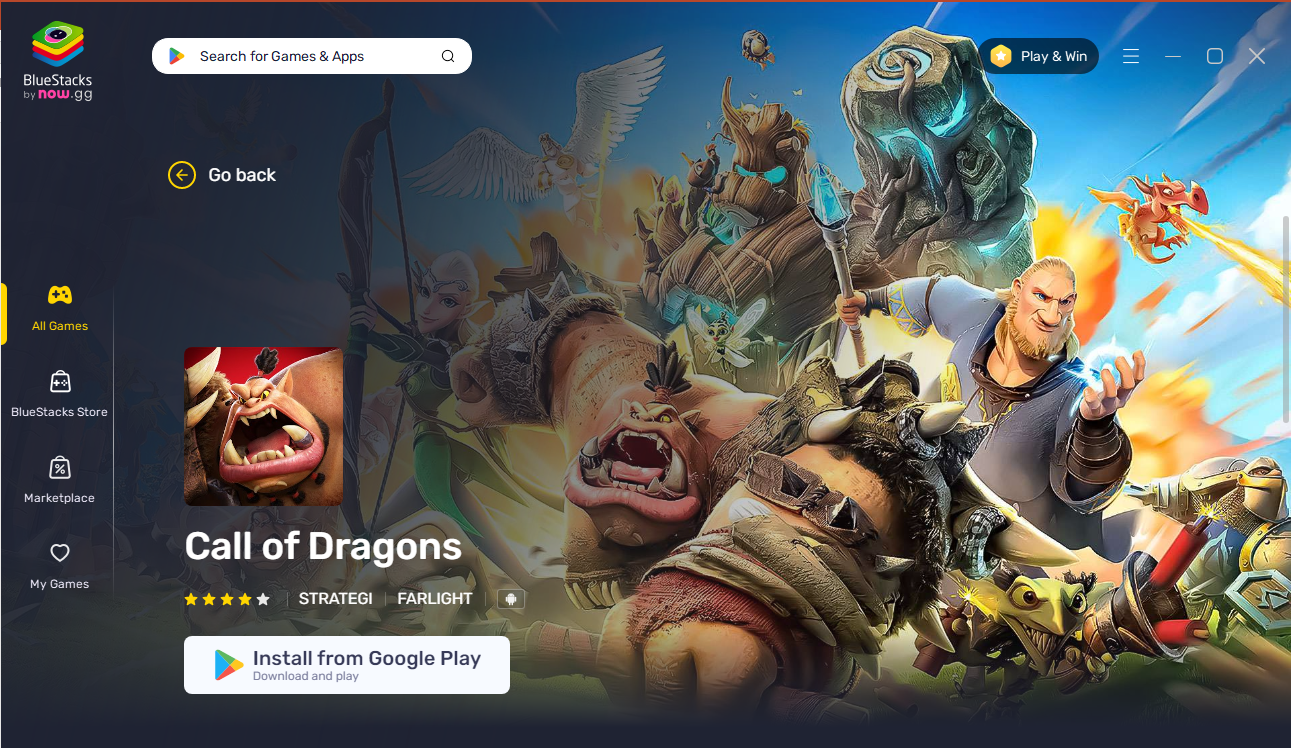 BlueStacks
by now.gg
Search for Games & Apps
Play & Win
Go back
All Games
BlueStacks Store
Marketplace
My Games
Call of Dragons
STRATEGI
FARLIGHT
Install from Google Play
Download and play